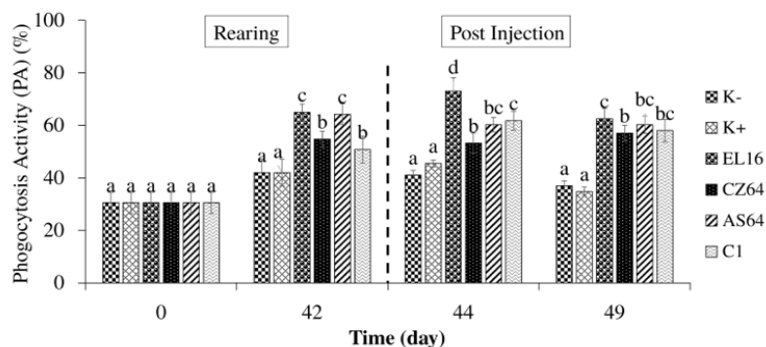 100
80
60
40
20
0
Phogocytosis Activity (PA) (%)
Rearing
Post Injection
a a a a a a
a a c b c b
a a d b bc c
a a c b bc bc
0 42 44 49
Time (day)
K-
K+
EL16
CZ64
AS64
C1